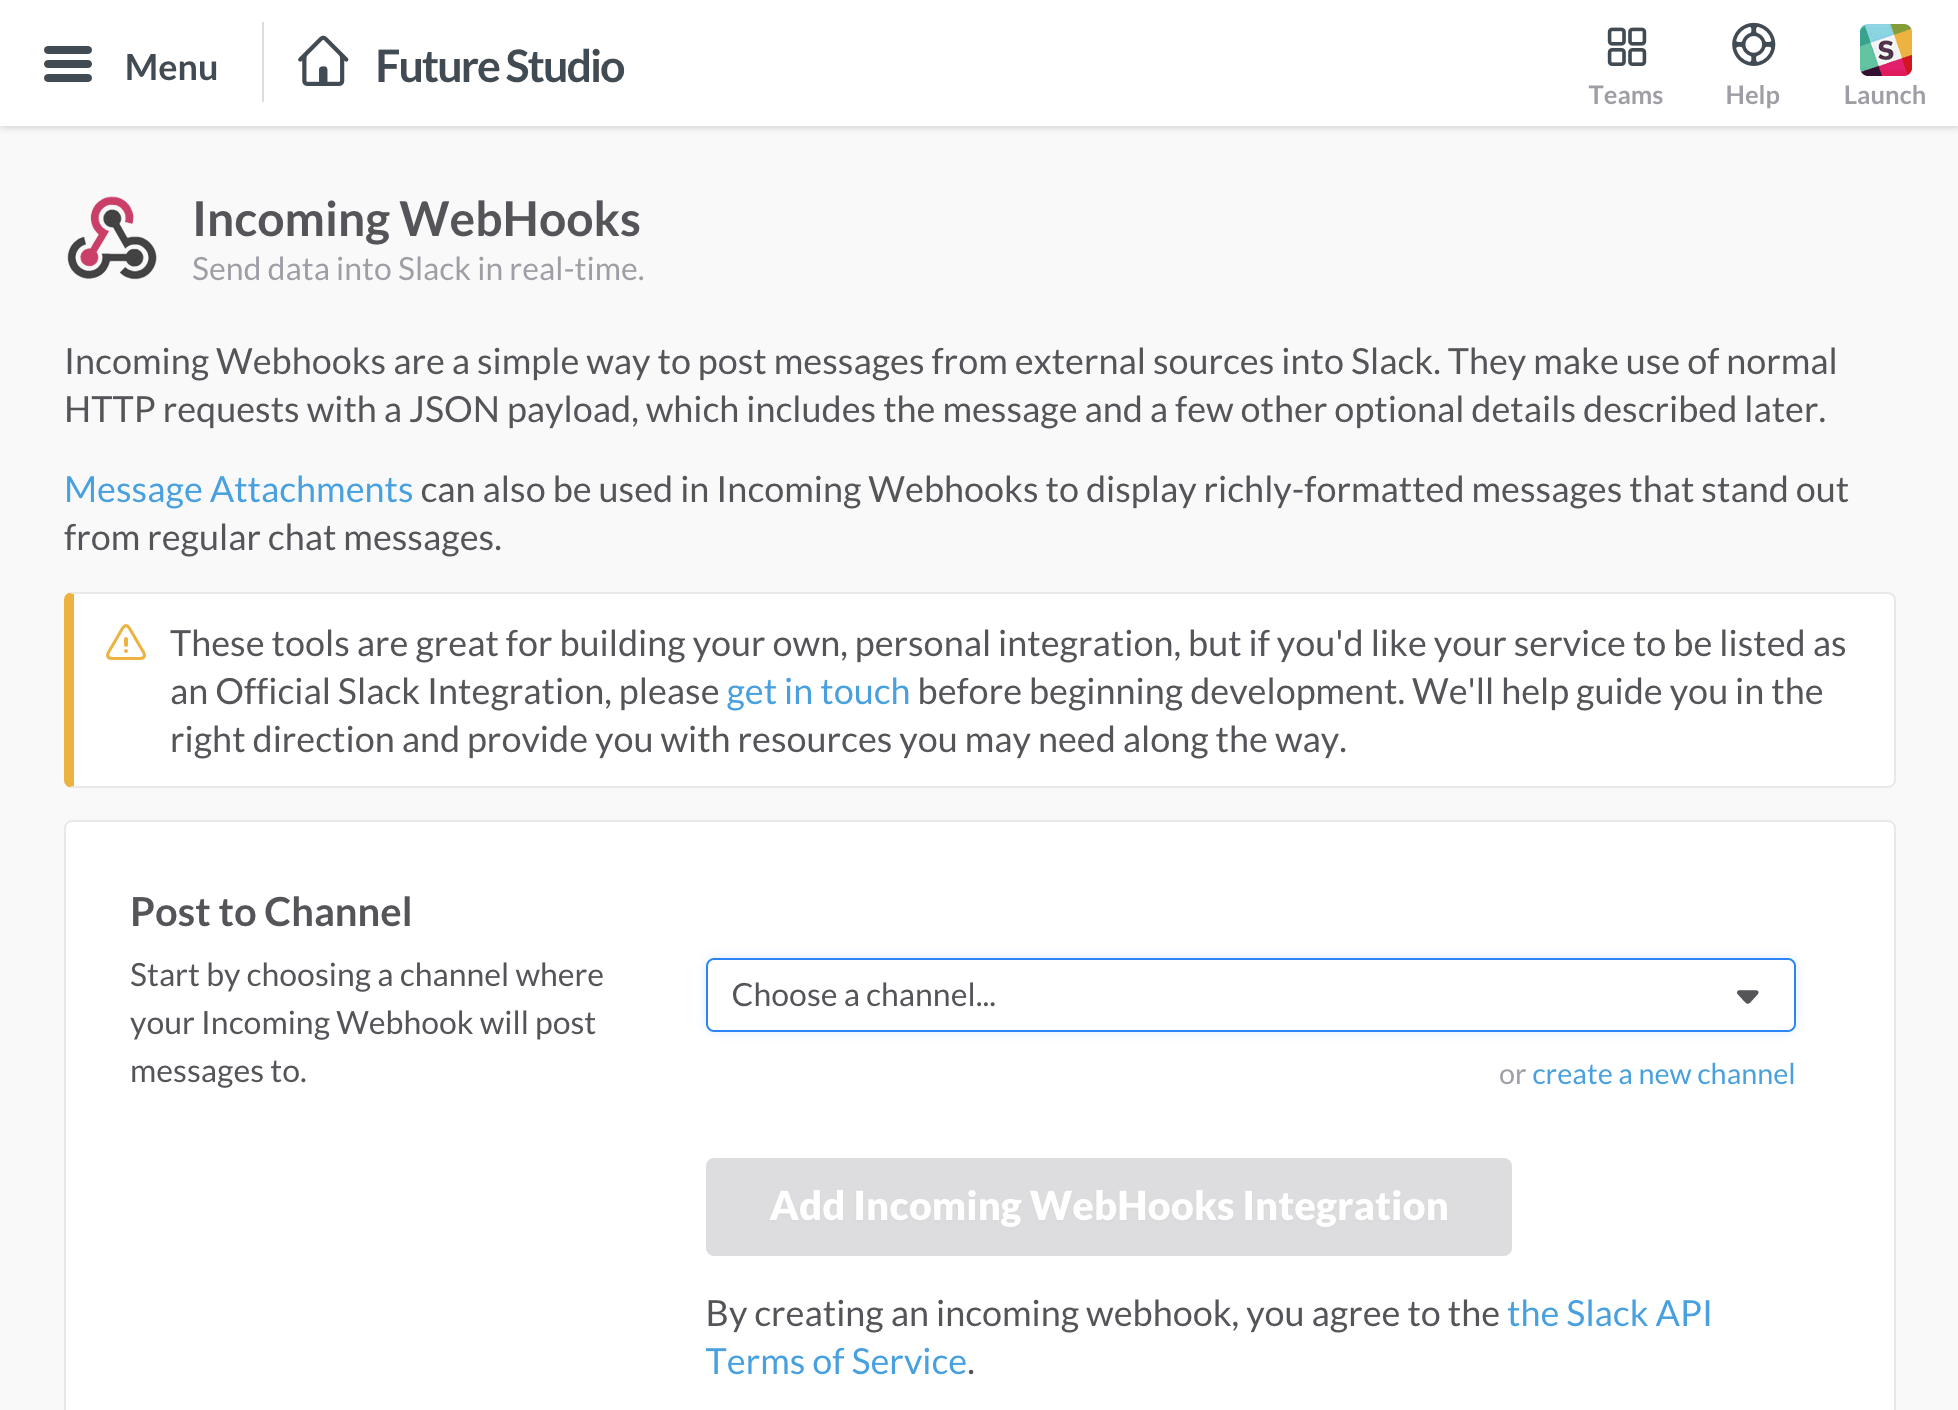 Menu
Future Studio
Teams
Help
S
Launch
Incoming WebHooks
Send data into Slack in real-time.
Incoming Webhooks are a simple way to post messages from external sources into Slack. They make use of normal
HTTP requests with a JSON payload, which includes the message and a few other optional details described later.
Message Attachments can also be used in Incoming Webhooks to display richly-formatted messages that stand out
from regular chat messages.
These tools are great for building your own, personal integration, but if you'd like your service to be listed as
an Official Slack Integration, please get in touch before beginning development. We'll help guide you in the
right direction and provide you with resources you may need along the way.
Post to Channel
Start by choosing a channel where
your Incoming Webhook will post
messages to.
Choose a channel...
or create a new channel
Add Incoming WebHooks Integration
By creating an incoming webhook, you agree to the the Slack API
Terms of Service.